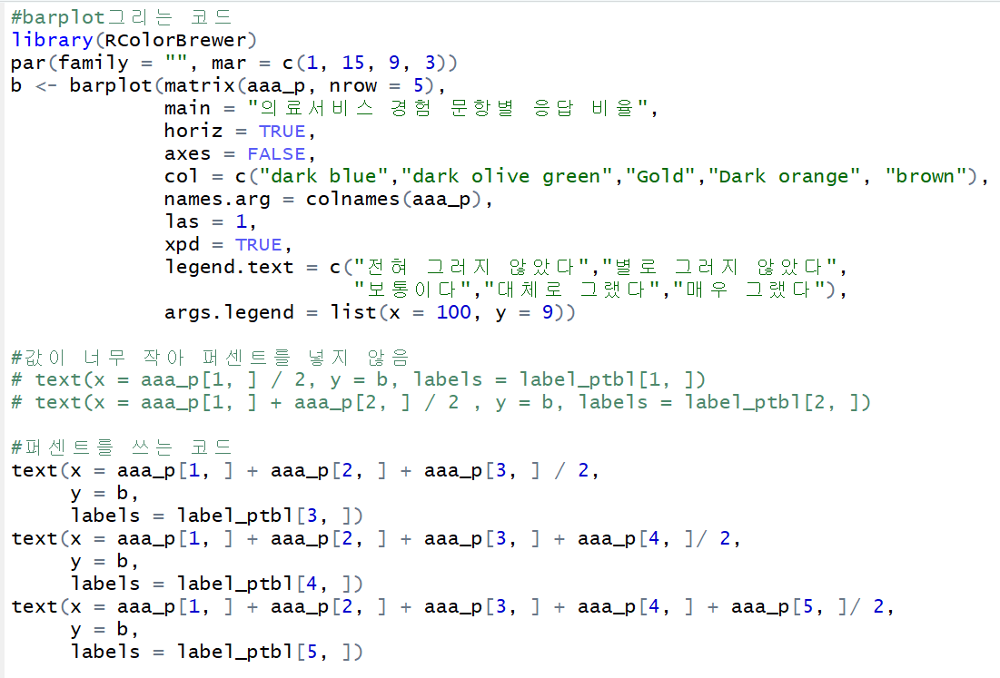 #barplot그리는 코드
library(RColorBrewer)
par(family = "", mar = c(1, 15, 9, 3))
b <- barplot(matrix(aaa_p, nrow = 5),
main = "의료서비스 경험 문항별 응답 비율",
horiz = TRUE,
axes = FALSE,
col = c("dark blue","dark olive green","Gold","Dark orange", "brown"),
names.arg = colnames(aaa_p),
las = 1,
xpd = TRUE,
legend.text = c("전혀 그러지 않았다","별로 그러지 않았다",
"보통이다","대체로 그랬다","매우 그랬다"),
args.legend = list(x = 100, y = 9))
#값이 너무 작아 퍼센트를 넣지 않음
# text(x = aaa_p[1, ] / 2, y = b, labels = label_ptbl[1, ])
# text(x = aaa_p[1, ] + aaa_p[2, ] / 2 , y = b, labels = label_ptbl[2, ])
#퍼센트를 쓰는 코드
text(x = aaa_p[1, ] + aaa_p[2, ] + aaa_p[3, ] / 2,
y = b,
labels = label_ptbl[3, ])
text(x = aaa_p[1, ] + aaa_p[2, ] + aaa_p[3, ] + aaa_p[4, ]/ 2,
y = b,
labels = label_ptbl[4, ])
text(x = aaa_p[1, ] + aaa_p[2, ] + aaa_p[3, ] + aaa_p[4, ] + aaa_p[5, ]/ 2,
y = b,
labels = label_ptbl[5, ])